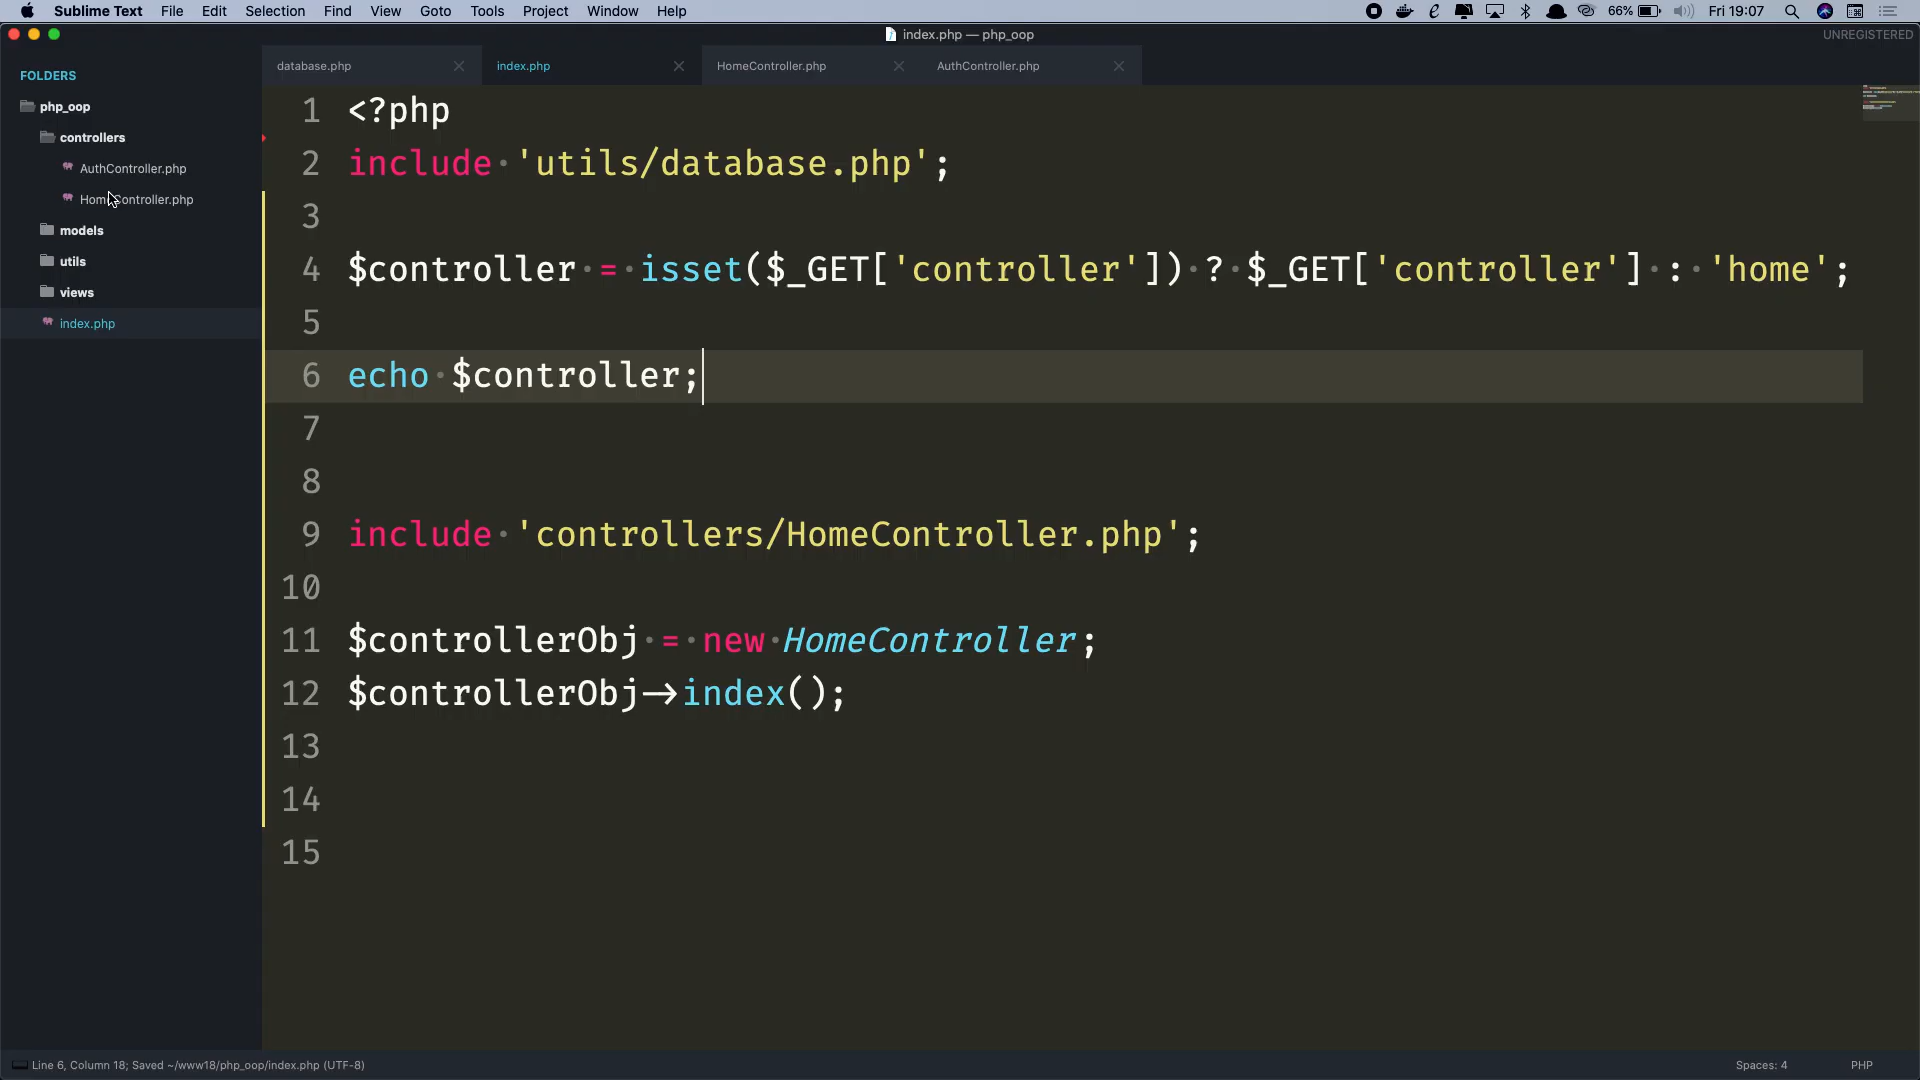 Sublime Text File Edit Selection Find View Goto Tools Project Window Help 66% Fri 19:07
index.php — php_oop
UNREGISTERED
FOLDERS
php_oop
controllers
AuthController.php
HomeController.php
models
utils
views
index.php
database.php
index.php
HomeController.php
AuthController.php
1 <?php
2 include 'utils/database.php';
3
4 $controller = isset($_GET['controller']) ? $_GET['controller'] : 'home';
5
6 echo $controller;
7
8
9 include 'controllers/HomeController.php';
10
11 $controllerObj = new HomeController;
12 $controllerObj->index();
13
14
15
Line 6, Column 18; Saved ~/www18/php_oop/index.php (UTF-8)
Spaces: 4
PHP